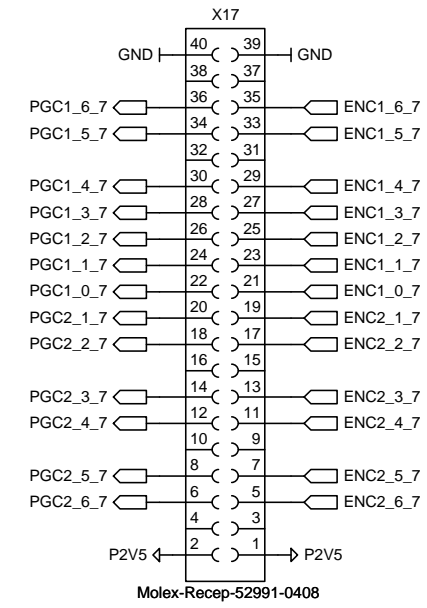 X17
GND 40 39 GND
38 37
PGC1_6_7 36 35 ENC1_6_7
PGC1_5_7 34 33 ENC1_5_7
32 31
PGC1_4_7 30 29 ENC1_4_7
PGC1_3_7 28 27 ENC1_3_7
PGC1_2_7 26 25 ENC1_2_7
PGC1_1_7 24 23 ENC1_1_7
PGC1_0_7 22 21 ENC1_0_7
PGC2_1_7 20 19 ENC2_1_7
PGC2_2_7 18 17 ENC2_2_7
16 15
PGC2_3_7 14 13 ENC2_3_7
PGC2_4_7 12 11 ENC2_4_7
10 9
PGC2_5_7 8 7 ENC2_5_7
PGC2_6_7 6 5 ENC2_6_7
4 3
P2V5 2 1 P2V5
Molex-Recep-52991-0408